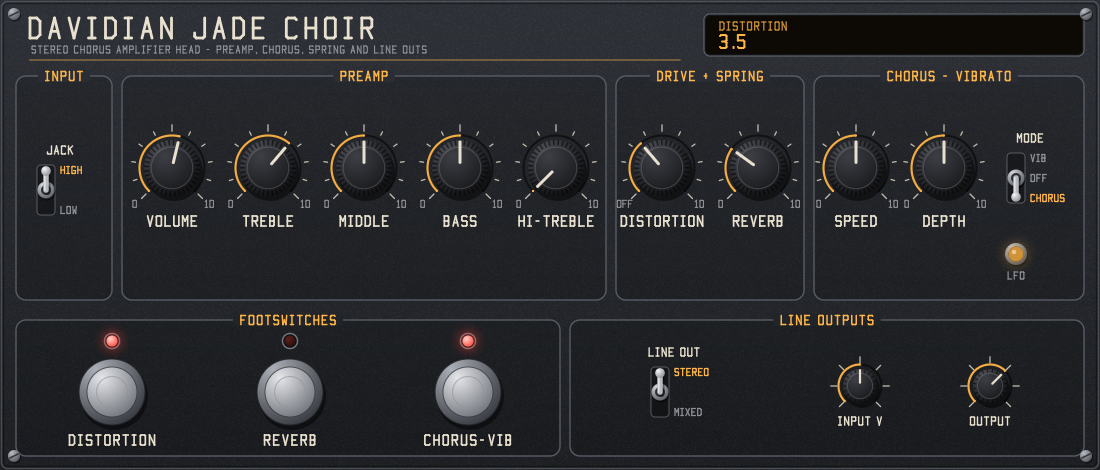 DAVIDIAN JADE CHOIR
STEREO CHORUS AMPLIFIER HEAD - PREAMP, CHORUS, SPRING AND LINE OUTS
DISTORTION
3.5
INPUT
JACK
HIGH
LOW
PREAMP
0 10
VOLUME
0 10
TREBLE
0 10
MIDDLE
0 10
BASS
0 10
HI-TREBLE
DRIVE + SPRING
OFF 10
DISTORTION
0 10
REVERB
CHORUS - VIBRATO
0 10
SPEED
0 10
DEPTH
MODE
VIB
OFF
CHORUS
LFO
FOOTSWITCHES
DISTORTION
REVERB
CHORUS-VIB
LINE OUTPUTS
LINE OUT
STEREO
MIXED
INPUT V
OUTPUT